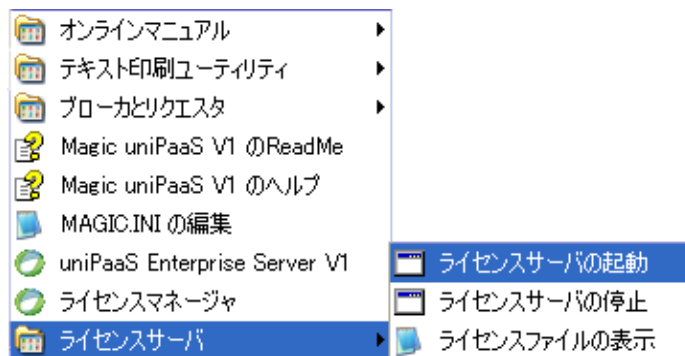 オンラインマニュアル
テキスト印刷ユーティリティ
ブローカとリクエスタ
Magic uniPaaS V1 のReadMe
Magic uniPaaS V1 のヘルプ
MAGIC.INI の編集
uniPaaS Enterprise Server V1
ライセンスマネージャ
ライセンスサーバ
ライセンスサーバの起動
ライセンスサーバの停止
ライセンスファイルの表示